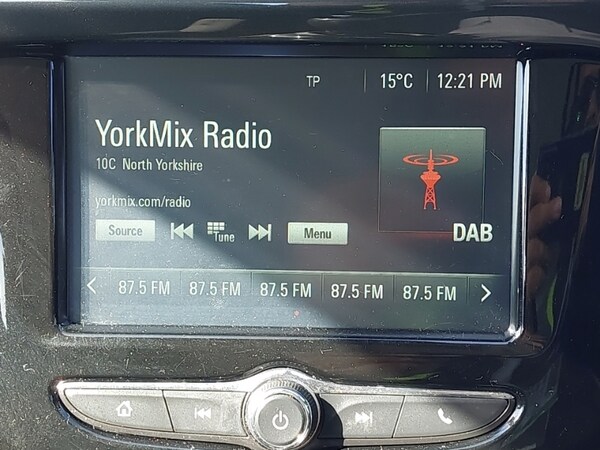 TP 15°C 12:21 PM
YorkMix Radio
10C North Yorkshire
yorkmix.com/radio
DAB
Source Tune Menu
87.5 FM 87.5 FM 87.5 FM 87.5 FM 87.5 FM